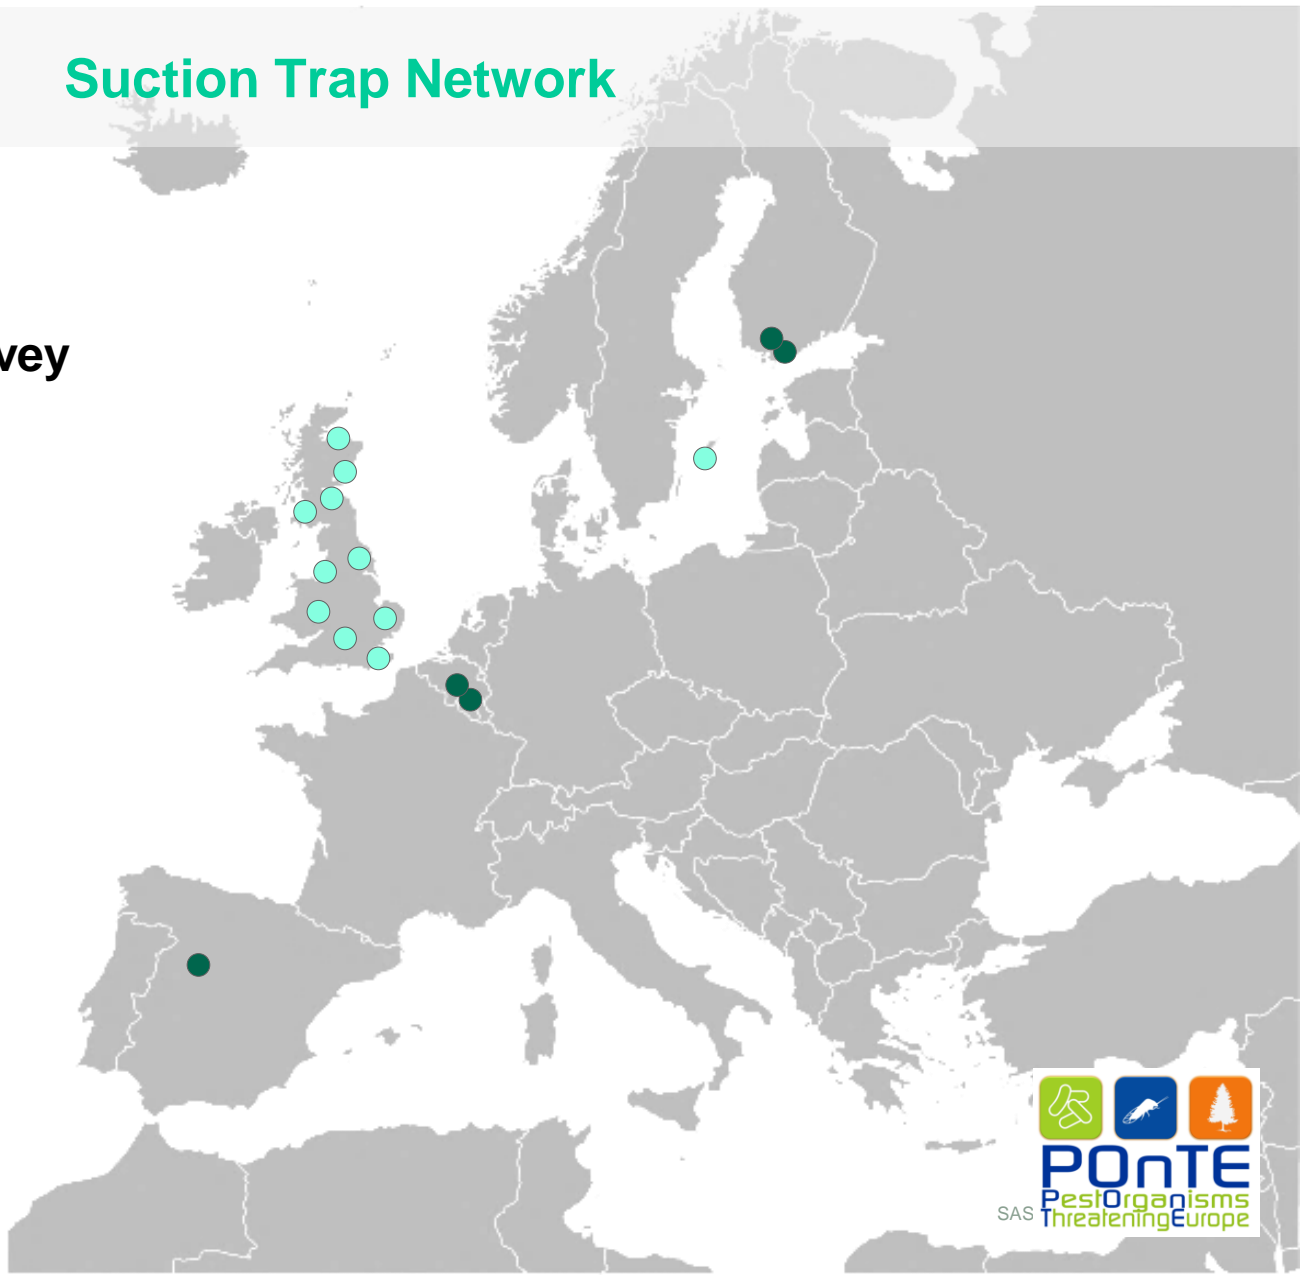 Suction Trap Network
vey
SAS
POnTE
PestOrganisms
ThreateningEurope